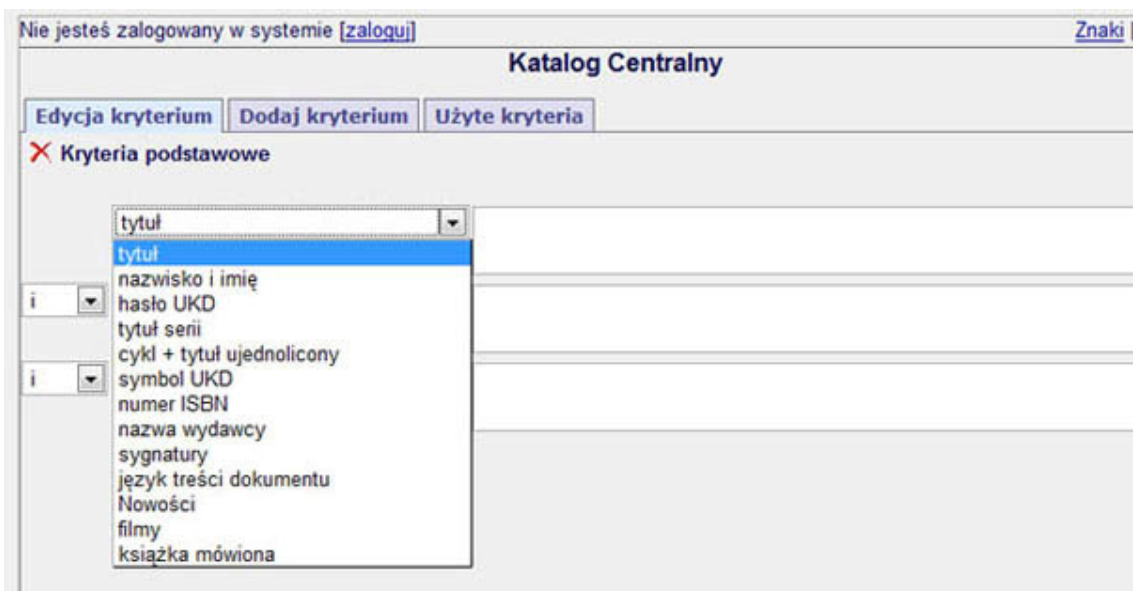 Nie jesteś zalogowany w systemie [zaloguj] Znaki
Katalog Centralny
Edycja kryterium Dodaj kryterium Użyte kryteria
Kryteria podstawowe
tytuł
tytuł
nazwisko i imię
i hasło UKD
tytuł serii
cykl + tytuł ujednolicony
i symbol UKD
numer ISBN
nazwa wydawcy
sygnatury
język treści dokumentu
Nowości
filmy
książka mówiona